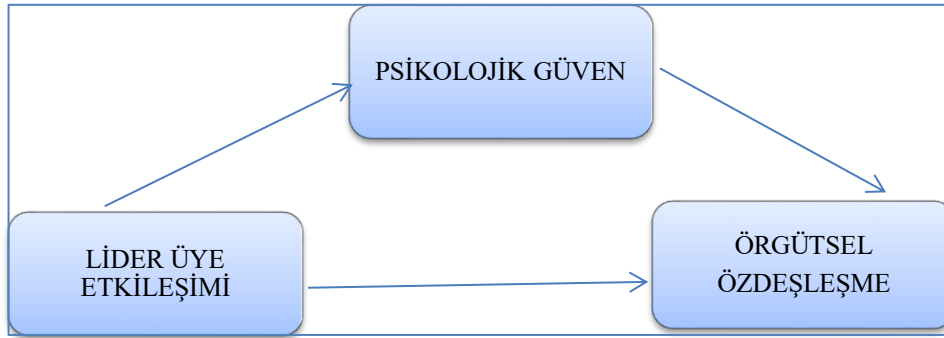 PSİKOLOJİK GÜVEN
LİDER ÜYE
ETKİLEŞİMİ
ÖRGÜTSEL
ÖZDEŞLEŞME